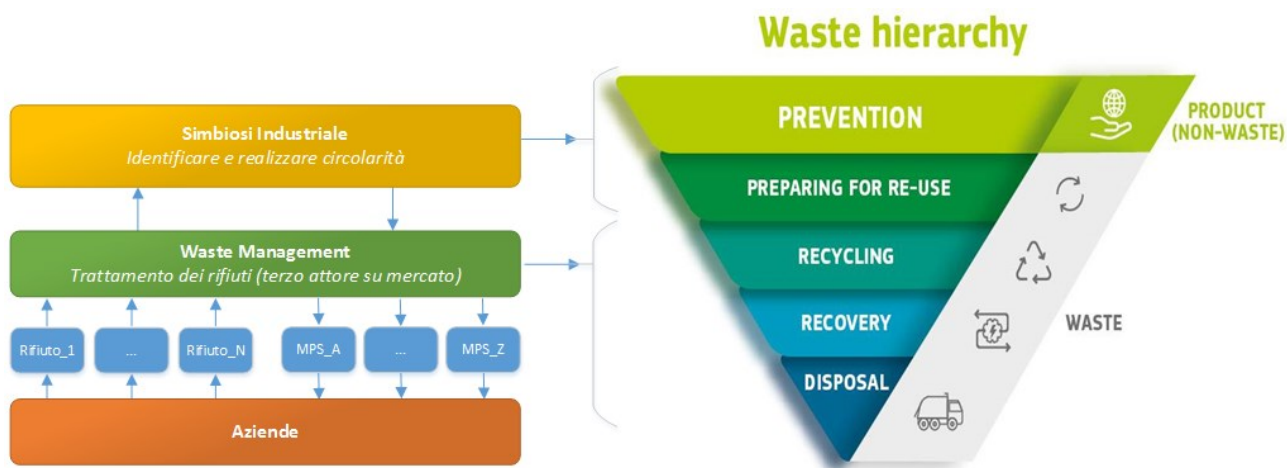 Waste hierarchy
Simbiosi Industriale
Identificare e realizzare circolarità
Waste Management
Trattamento dei rifiuti (terzo attore su mercato)
Rifiuto_1
...
Rifiuto_N
MPS_A
...
MPS_Z
Aziende
PREVENTION
PREPARING FOR RE-USE
RECYCLING
RECOVERY
DISPOSAL
PRODUCT
(NON-WASTE)
WASTE